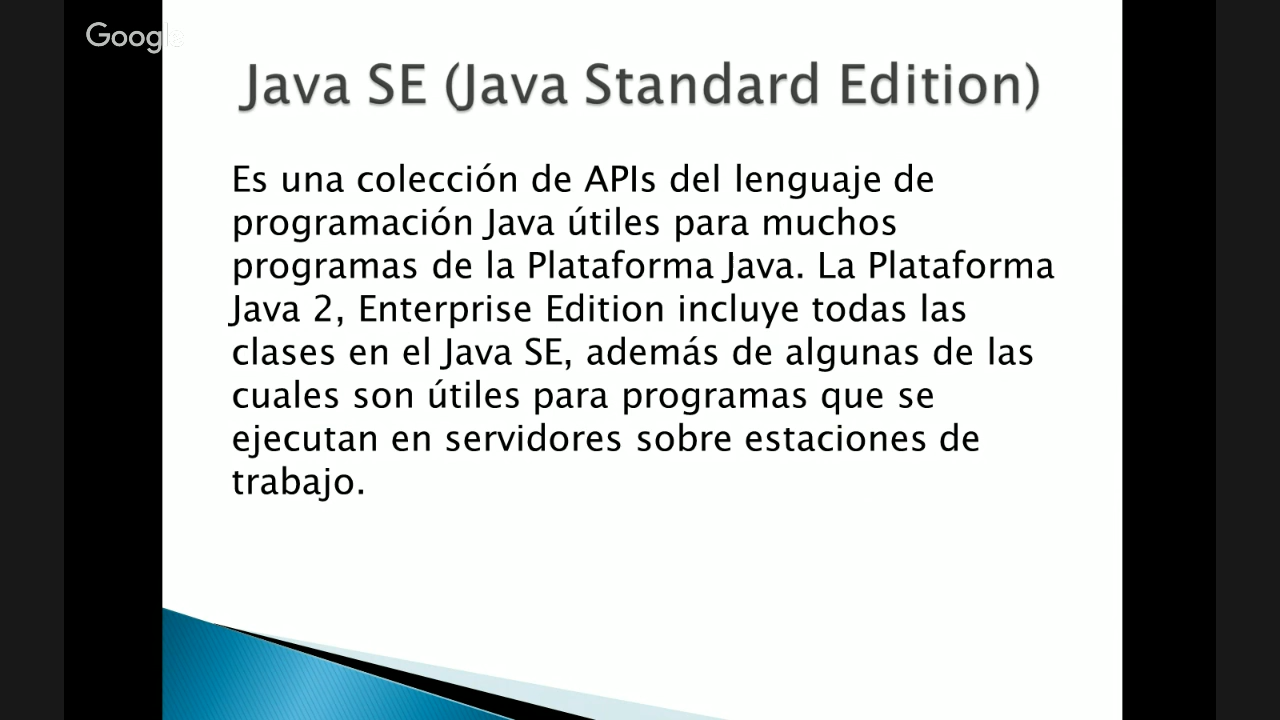 Google
Java SE (Java Standard Edition)
Es una colección de APIs del lenguaje de
programación Java útiles para muchos
programas de la Plataforma Java. La Plataforma
Java 2, Enterprise Edition incluye todas las
clases en el Java SE, además de algunas de las
cuales son útiles para programas que se
ejecutan en servidores sobre estaciones de
trabajo.